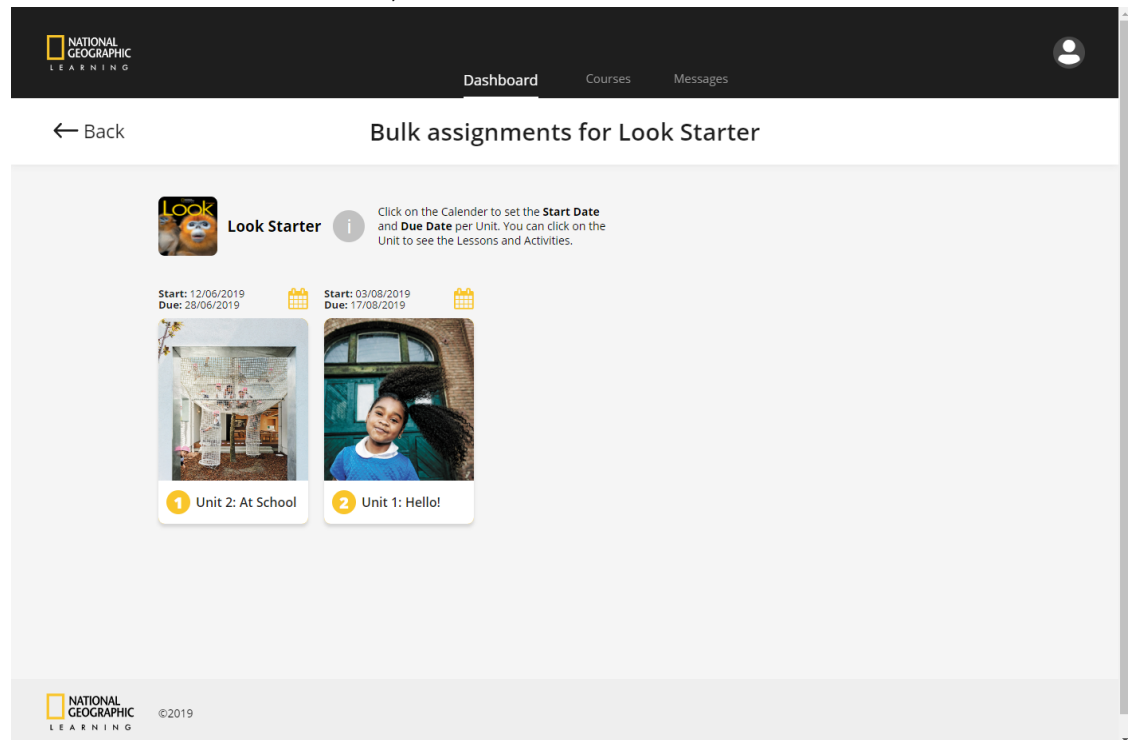 NATIONAL
GEOGRAPHIC
LEARNING
Dashboard
Courses
Messages
Back
Bulk assignments for Look Starter
Look
Look Starter
i
Click on the Calender to set the Start Date
and Due Date per Unit. You can click on the
Unit to see the Lessons and Activities.
Start: 12/06/2019
Due: 28/06/2019
Start: 03/08/2019
Due: 17/08/2019
1 Unit 2: At School
2 Unit 1: Hello!
NATIONAL
GEOGRAPHIC
LEARNING
©2019